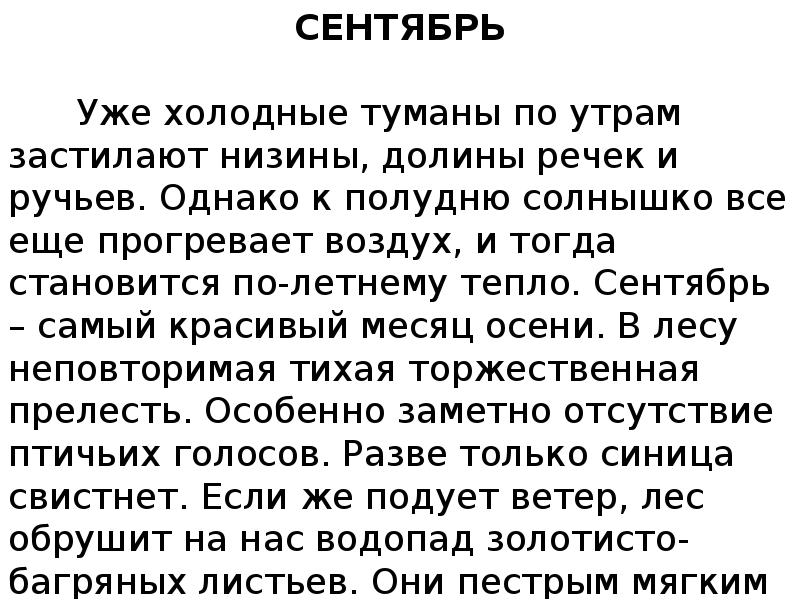 СЕНТЯБРЬ
Уже холодные туманы по утрам
застилают низины, долины речек и
ручьев. Однако к полудню солнышко все
еще прогревает воздух, и тогда
становится по-летнему тепло. Сентябрь
– самый красивый месяц осени. В лесу
неповторимая тихая торжественная
прелесть. Особенно заметно отсутствие
птичьих голосов. Разве только синица
свистнет. Если же подует ветер, лес
обрушит на нас водопад золотисто-
багряных листьев. Они пестрым мягким